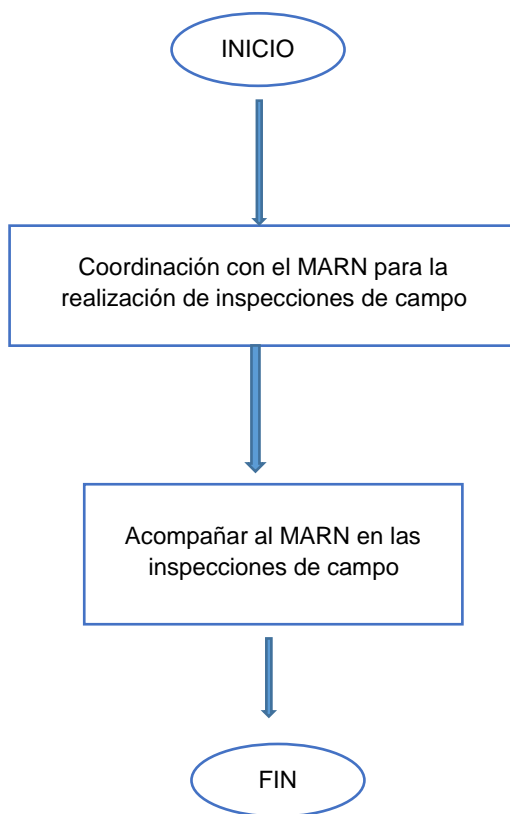 INICIO
Coordinación con el MARN para la
realización de inspecciones de campo
Acompañar al MARN en las
inspecciones de campo
FIN